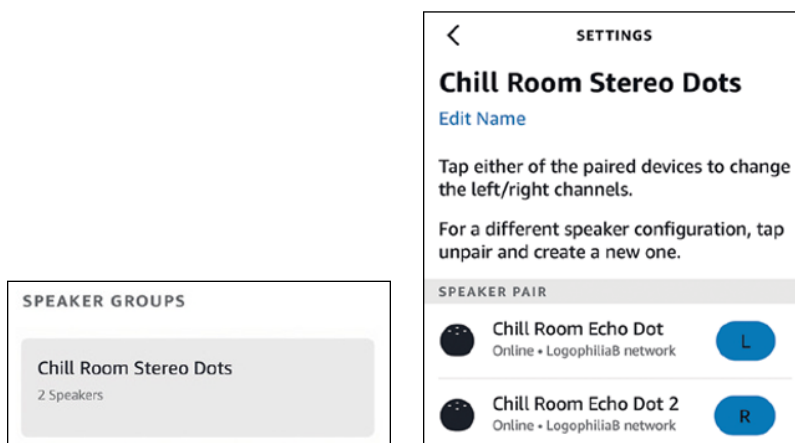 SPEAKER GROUPS
Chill Room Stereo Dots
2 Speakers
SETTINGS
Chill Room Stereo Dots
Edit Name
Tap either of the paired devices to change
the left/right channels.
For a different speaker configuration, tap
unpair and create a new one.
SPEAKER PAIR
Chill Room Echo Dot
Online • LogophiliaB network
L
Chill Room Echo Dot 2
Online • LogophiliaB network
R